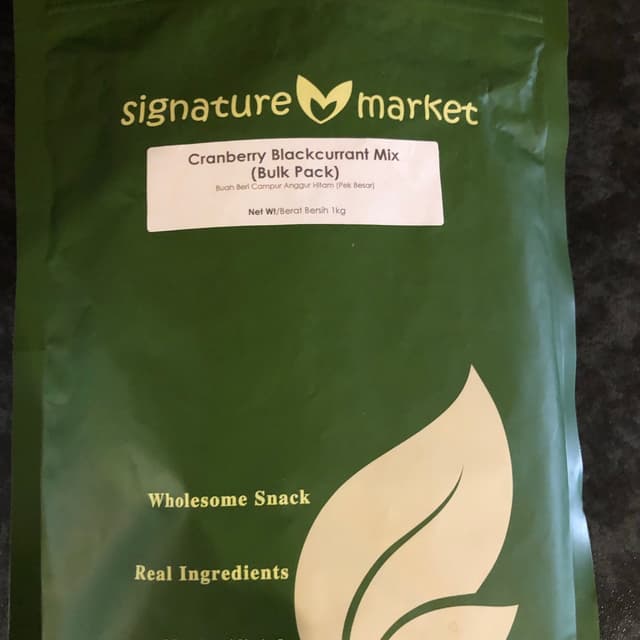 signature market
Cranberry Blackcurrant Mix
(Bulk Pack)
Buah Beri Campur Anggur Hitam (Pek Besar)
Net Wt/Berat Bersih 1kg
Wholesome Snack
Real Ingredients